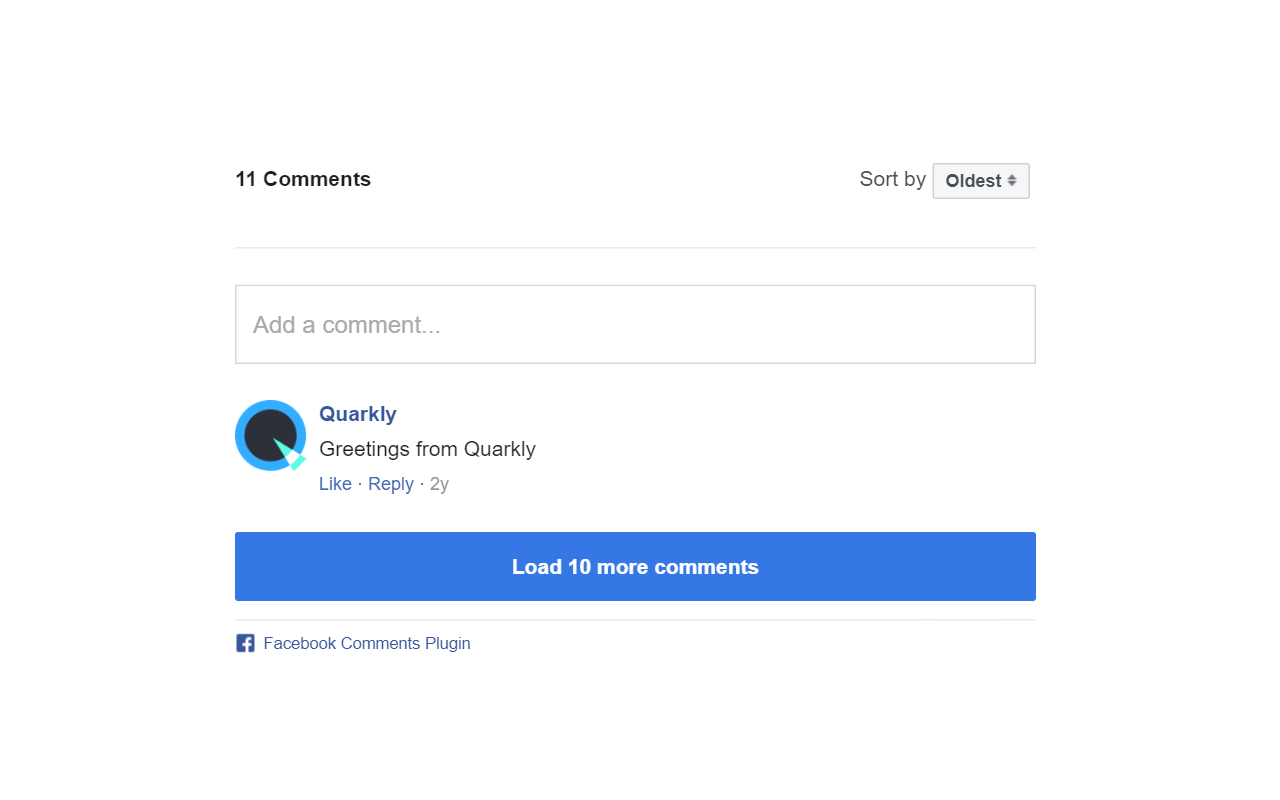 11 Comments
Sort by Oldest
Add a comment...
Quarkly
Greetings from Quarkly
Like · Reply · 2y
Load 10 more comments
Facebook Comments Plugin